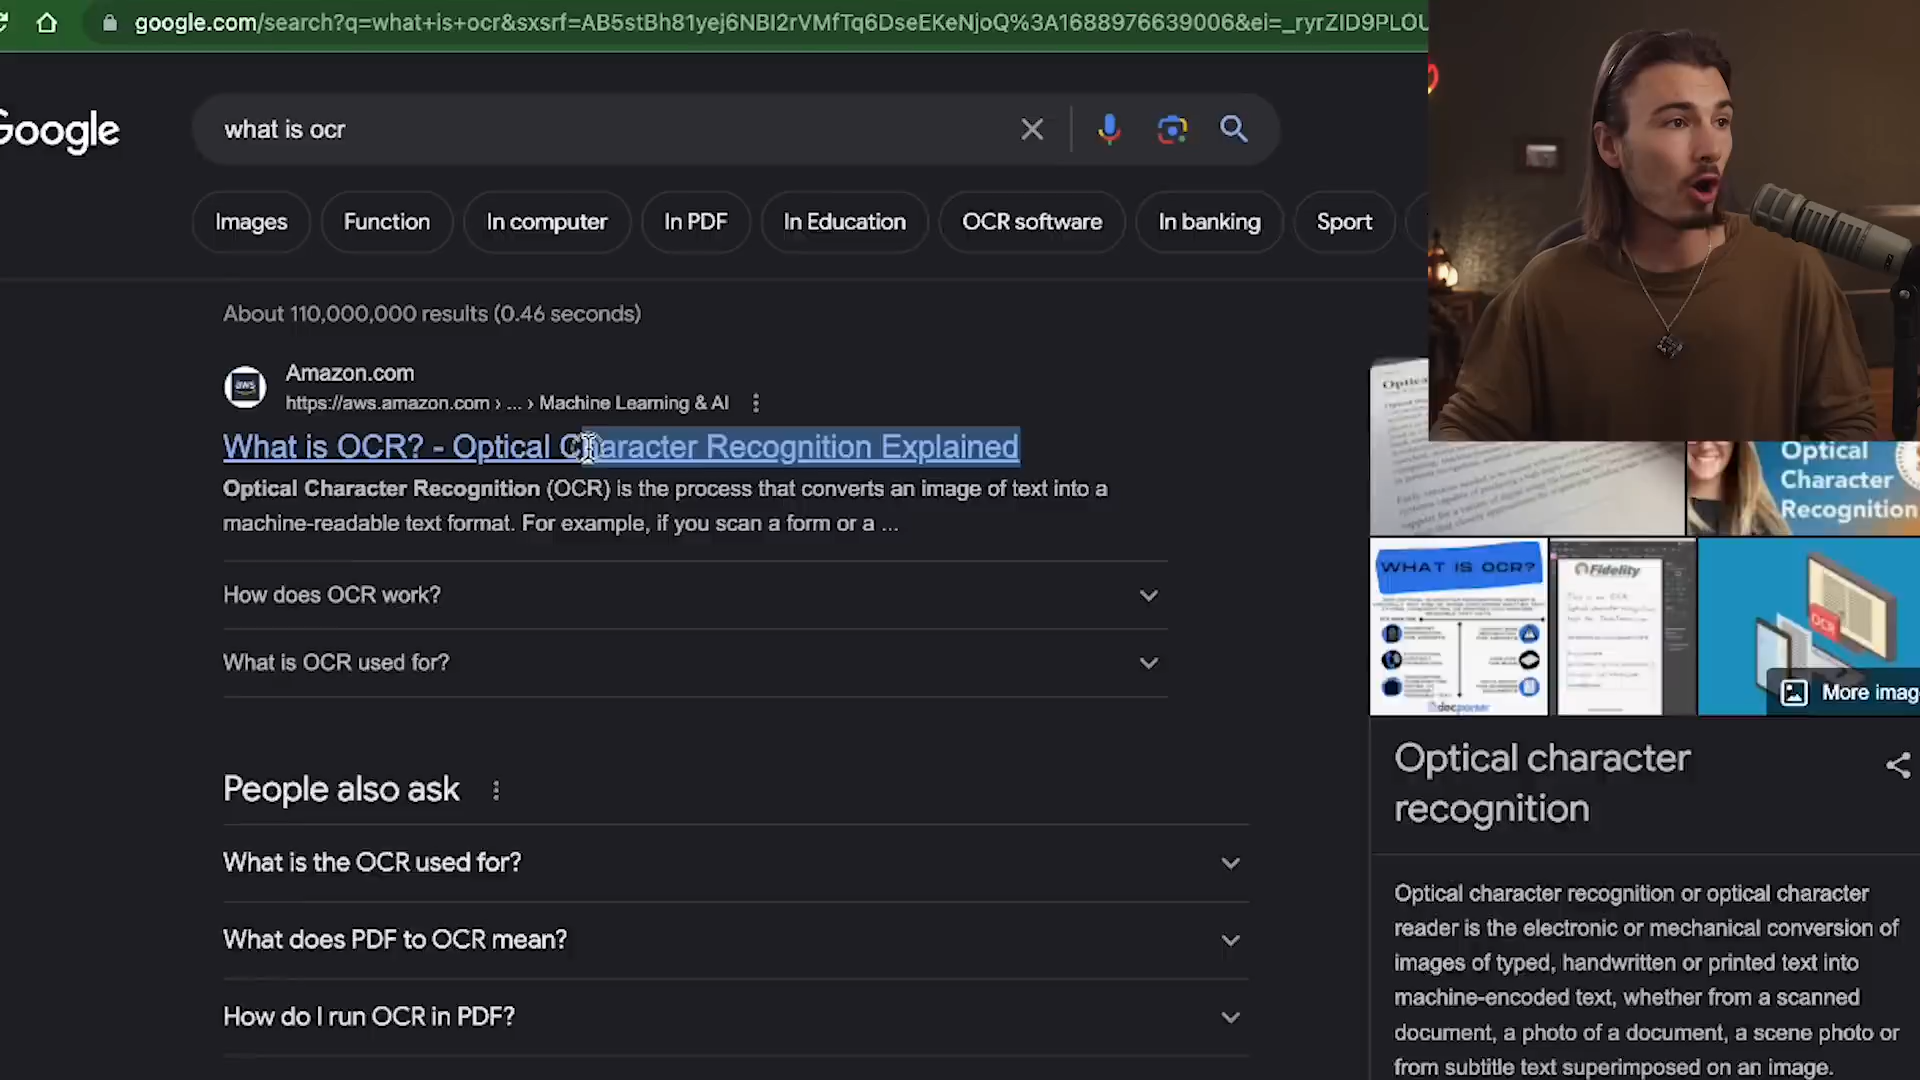 google.com/search?q=what+is+ocr&sxsrf=AB5stBh81yej6NBI2rVMfTq6DseEKeNjoQ%3A1688976639006&ei=_ryrZID9PLOU
Google
what is ocr
Images
Function
In computer
In PDF
In Education
OCR software
In banking
Sport
About 110,000,000 results (0.46 seconds)
aws
Amazon.com
https://aws.amazon.com › ... › Machine Learning & AI
What is OCR? - Optical Character Recognition Explained
Optical Character Recognition (OCR) is the process that converts an image of text into a
machine-readable text format. For example, if you scan a form or a ...
How does OCR work?
What is OCR used for?
People also ask
What is the OCR used for?
What does PDF to OCR mean?
How do I run OCR in PDF?
Optical
Character
Recognition
WHAT IS OCR?
docparser
Fidelity
OCR
More imag
Optical character
recognition
Optical character recognition or optical character
reader is the electronic or mechanical conversion of
images of typed, handwritten or printed text into
machine-encoded text, whether from a scanned
document, a photo of a document, a scene photo or
from subtitle text superimposed on an image.